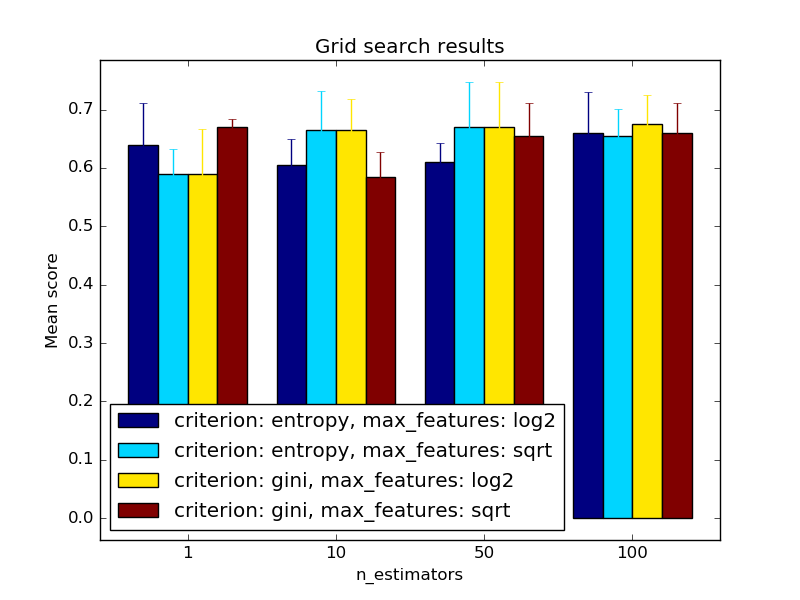 Grid search results
Mean score
0.7
0.6
0.5
0.4
0.3
0.2
0.1
0.0
criterion: entropy, max_features: log2
criterion: entropy, max_features: sqrt
criterion: gini, max_features: log2
criterion: gini, max_features: sqrt
1 10 50 100
n_estimators